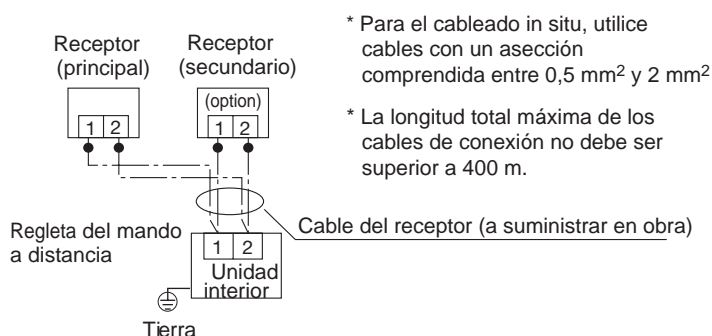 Receptor
(principal)
Receptor
(secundario)
(option)
1 2
1 2
* Para el cableado in situ, utilice
cables con un asección
comprendida entre 0,5 mm² y 2 mm²
* La longitud total máxima de los
cables de conexión no debe ser
superior a 400 m.
Regleta del mando
a distancia
Cable del receptor (a suministrar en obra)
1 2
Unidad
interior
Tierra